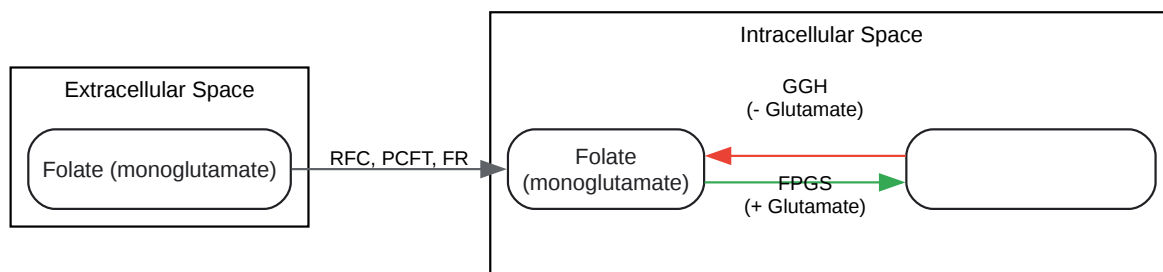 Extracellular Space
Folate (monoglutamate)
RFC, PCFT, FR
Intracellular Space
Folate
(monoglutamate)
GGH
(- Glutamate)
FPGS
(+ Glutamate)